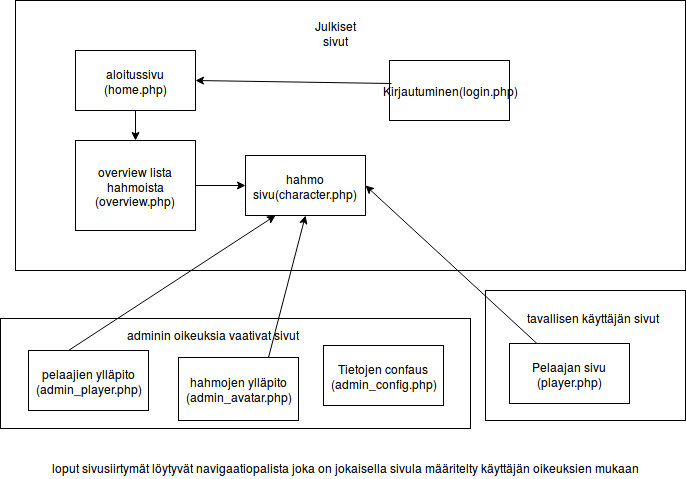 Julkiset
sivut
aloitussivu
(home.php)
Kirjautuminen(login.php)
overview lista
hahmoista
(overview.php)
hahmo
sivu(character.php)
adminin oikeuksia vaativat sivut
pelaajien ylläpito
(admin_player.php)
hahmojen ylläpito
(admin_avatar.php)
Tietojen confaus
(admin_config.php)
tavallisen käyttäjän sivut
Pelaajan sivu
(player.php)
loput sivusiirtymät löytyvät navigaatiopalista joka on jokaisella sivula määritelty käyttäjän oikeuksien mukaan